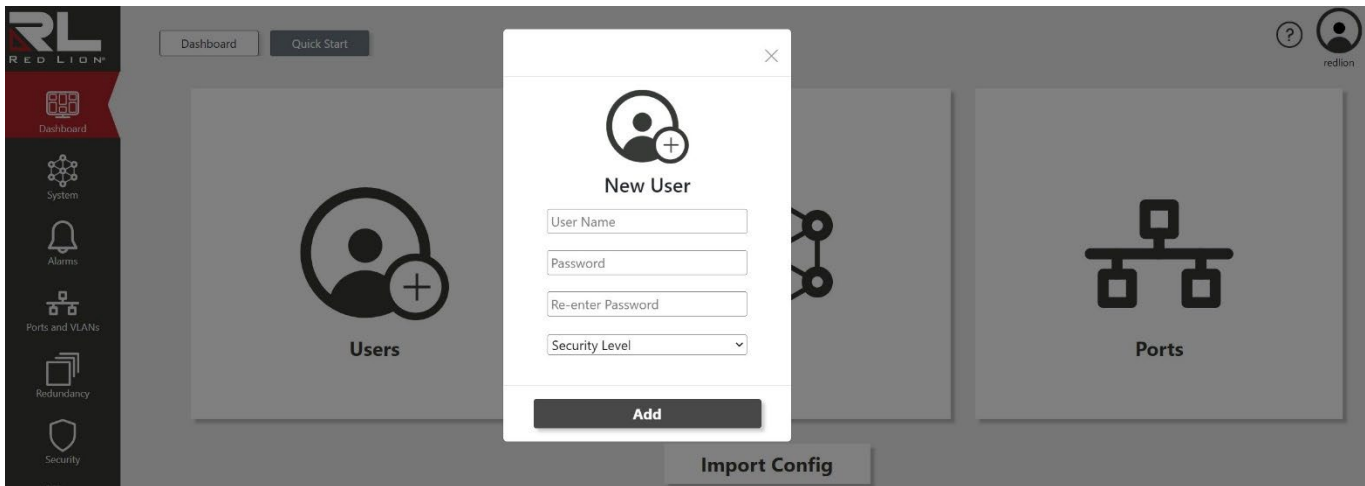 RL
RED LION®
Dashboard
Quick Start
?
redlion
Dashboard
System
Alarms
Ports and VLANs
Redundancy
Security
Users
Ports
Import Config
New User
User Name
Password
Re-enter Password
Security Level
Add